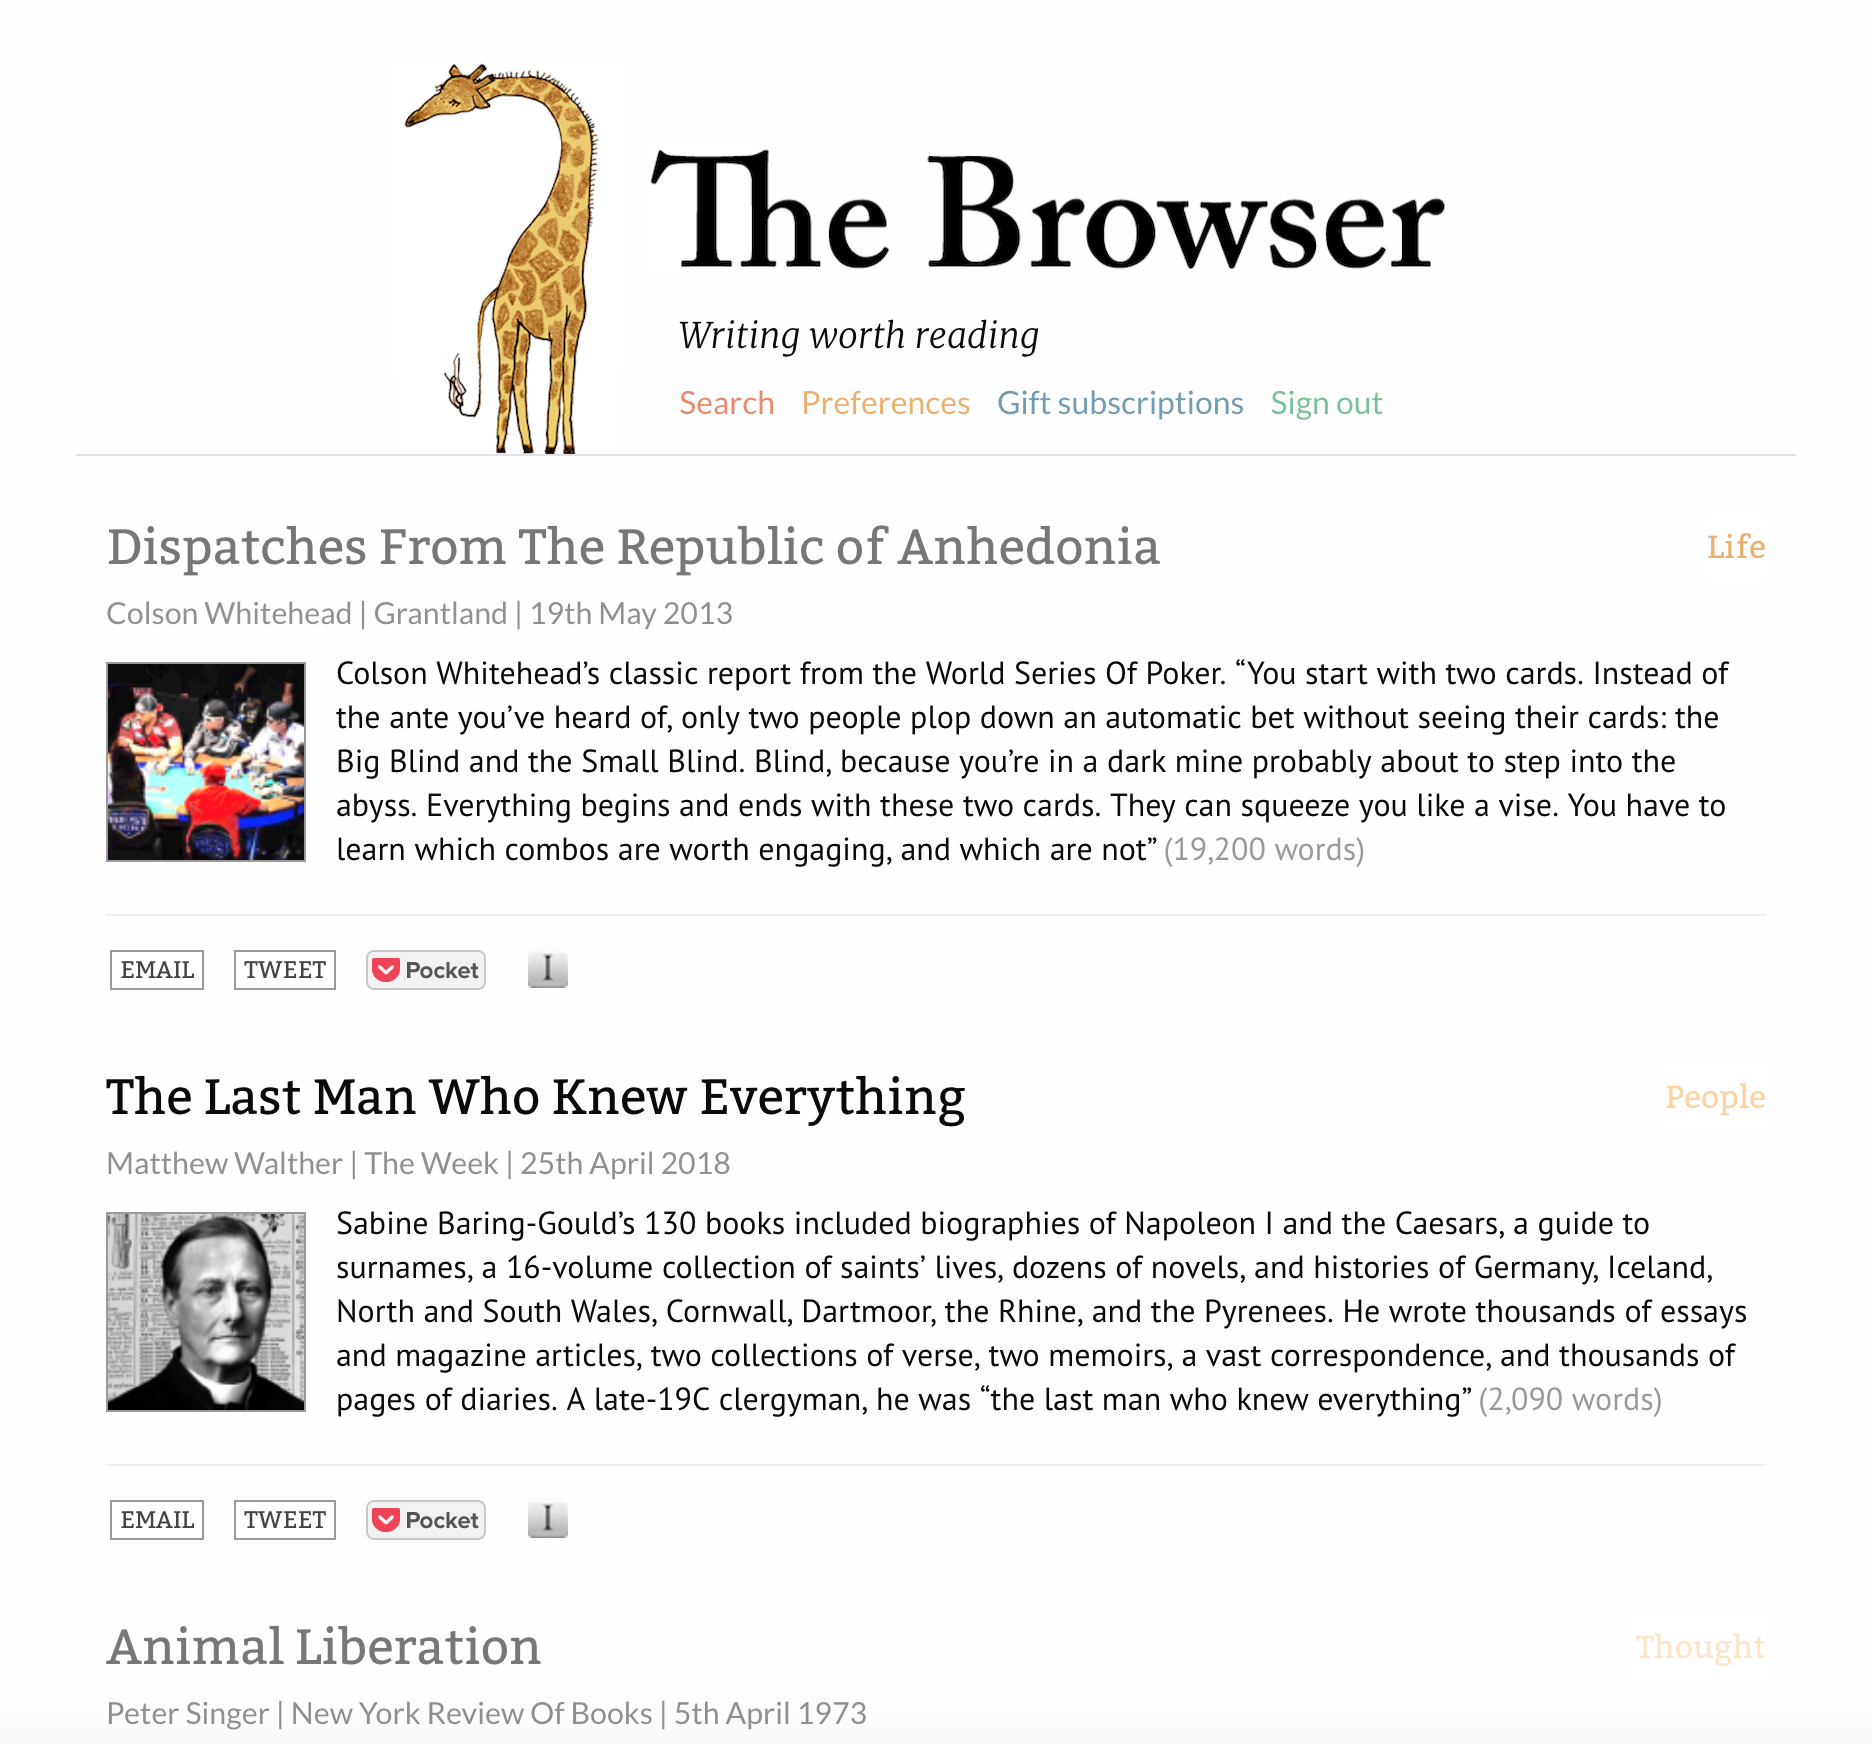 The Browser
Writing worth reading
Search Preferences Gift subscriptions Sign out
Dispatches From The Republic of Anhedonia
Life
Colson Whitehead | Grantland | 19th May 2013
Colson Whitehead’s classic report from the World Series Of Poker. “You start with two cards. Instead of
the ante you’ve heard of, only two people plop down an automatic bet without seeing their cards: the
Big Blind and the Small Blind. Blind, because you’re in a dark mine probably about to step into the
abyss. Everything begins and ends with these two cards. They can squeeze you like a vise. You have to
learn which combos are worth engaging, and which are not” (19,200 words)
EMAIL TWEET Pocket I
The Last Man Who Knew Everything
People
Matthew Walther | The Week | 25th April 2018
Sabine Baring-Gould’s 130 books included biographies of Napoleon I and the Caesars, a guide to
surnames, a 16-volume collection of saints’ lives, dozens of novels, and histories of Germany, Iceland,
North and South Wales, Cornwall, Dartmoor, the Rhine, and the Pyrenees. He wrote thousands of essays
and magazine articles, two collections of verse, two memoirs, a vast correspondence, and thousands of
pages of diaries. A late-19C clergyman, he was “the last man who knew everything” (2,090 words)
EMAIL TWEET Pocket I
Animal Liberation
Thought
Peter Singer | New York Review Of Books | 5th April 1973